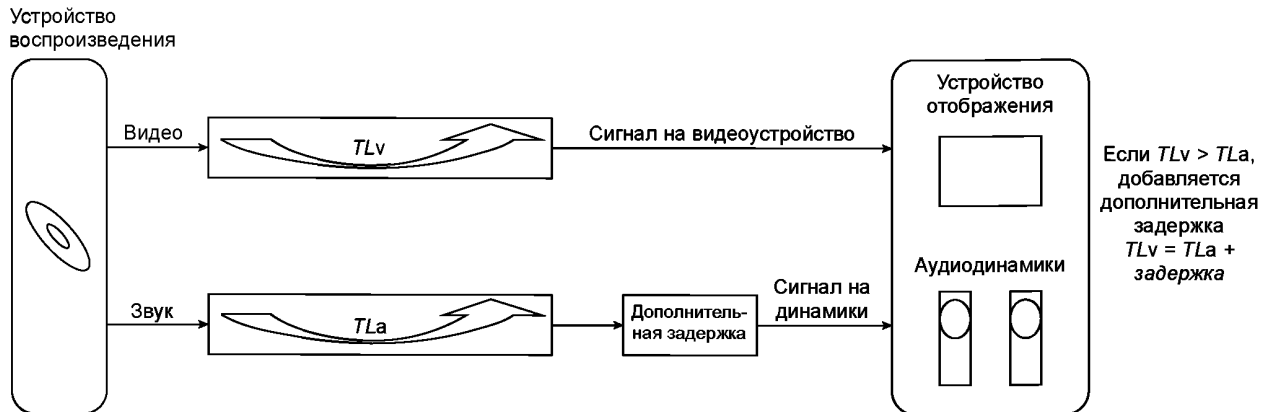 Устройство
воспроизведения
Видео
TLv
Сигнал на видеоустройство
Устройство
отображения
Если TLv > TLa,
добавляется
дополнительная
задержка
TLv = TLa +
задержка
Звук
TLa
Дополнитель-
ная задержка
Сигнал на
динамики
Аудиодинамики